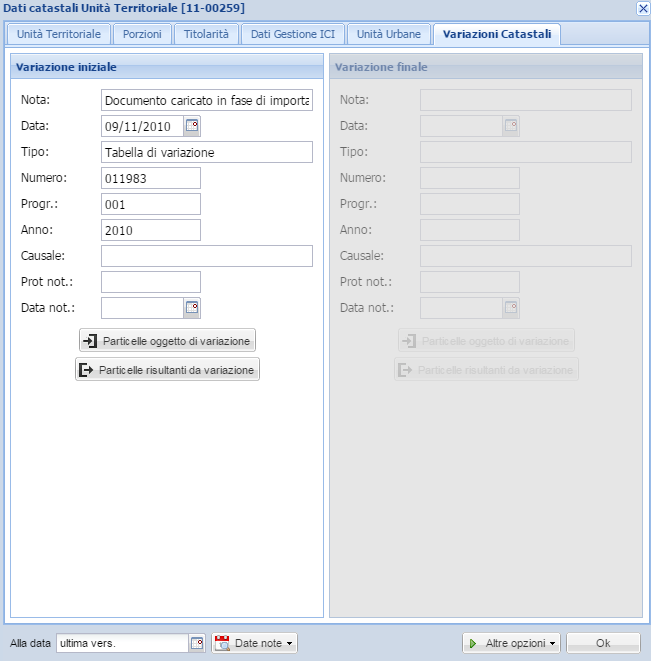 Dati catastali Unità Territoriale [11-00259]
Unità Territoriale Porzioni Titolarità Dati Gestione ICI Unità Urbane Variazioni Catastali
Variazione iniziale
Nota: Documento caricato in fase di importa
Data: 09/11/2010
Tipo: Tabella di variazione
Numero: 011983
Progr.: 001
Anno: 2010
Causale:
Prot not.:
Data not.:
Particelle oggetto di variazione
Particelle risultanti da variazione
Variazione finale
Nota:
Data:
Tipo:
Numero:
Progr.:
Anno:
Causale:
Prot not.:
Data not.:
Particelle oggetto di variazione
Particelle risultanti da variazione
Alla data ultima vers. Date note Altre opzioni Ok